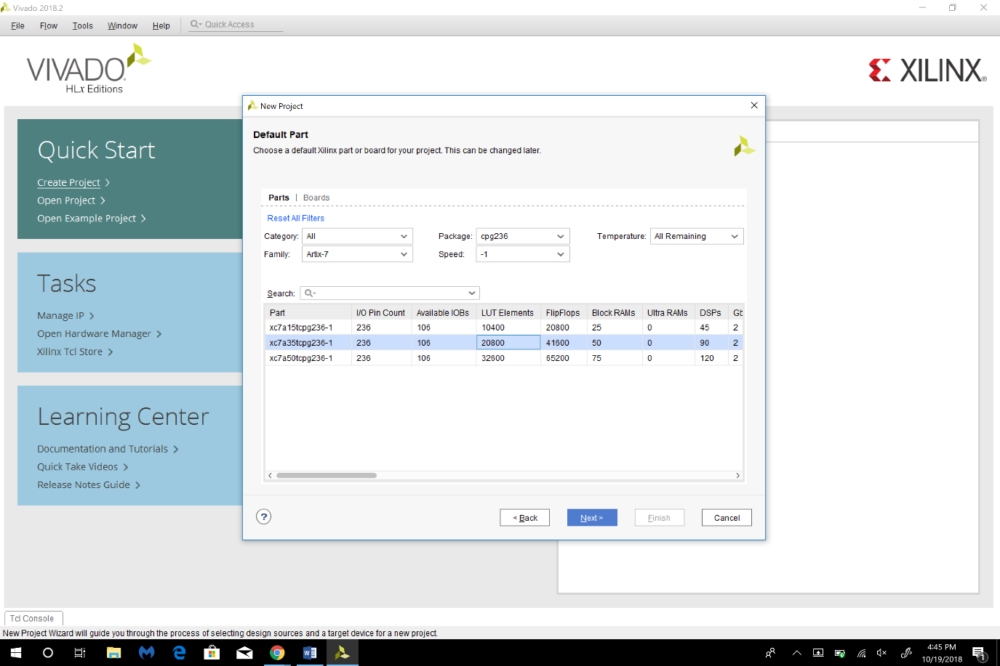 Vivado 2018.2
File Flow Tools Window Help Quick Access
VIVADO
HLx Editions
XILINX
New Project
Default Part
Choose a default Xilinx part or board for your project. This can be changed later.
Quick Start
Create Project
Open Project
Open Example Project
Tasks
Manage IP
Open Hardware Manager
Xilinx Tcl Store
Learning Center
Documentation and Tutorials
Quick Take Videos
Release Notes Guide
Parts | Boards
Reset All Filters
Category: All Package: cpg236 Temperature: All Remaining
Family: Artix-7 Speed: -1
Search:
Part I/O Pin Count Available IOBs LUT Elements FlipFlops Block RAMs Ultra RAMs DSPs Gt
xc7a15tcpg236-1 236 106 10400 20800 25 0 45 2
xc7a35tcpg236-1 236 106 20800 41600 50 0 90 2
xc7a50tcpg236-1 236 106 32600 65200 75 0 120 2
? < Back Next > Finish Cancel
Tcl Console
New Project Wizard will guide you through the process of selecting design sources and a target device for a new project.
4:45 PM
10/19/2018
1